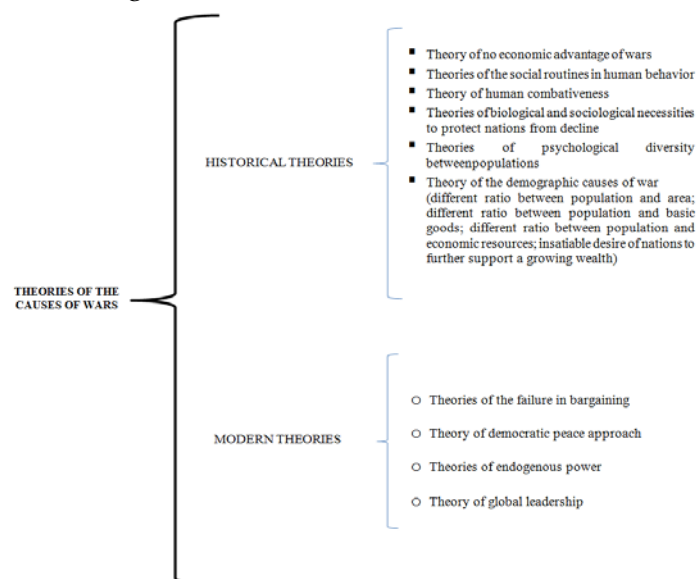 Theory of no economic advantage of wars
Theories of the social routines in human behavior
Theory of human combativeness
Theories of biological and sociological necessities
to protect nations from decline
Theories of psychological diversity
betweenpopulations
Theory of the demographic causes of war
(different ratio between population and area;
different ratio between population and basic
goods; different ratio between population and
economic resources; insatiable desire of nations to
further support a growing wealth)
HISTORICAL THEORIES
THEORIES OF THE
CAUSES OF WARS
MODERN THEORIES
Theories of the failure in bargaining
Theory of democratic peace approach
Theories of endogenous power
Theory of global leadership